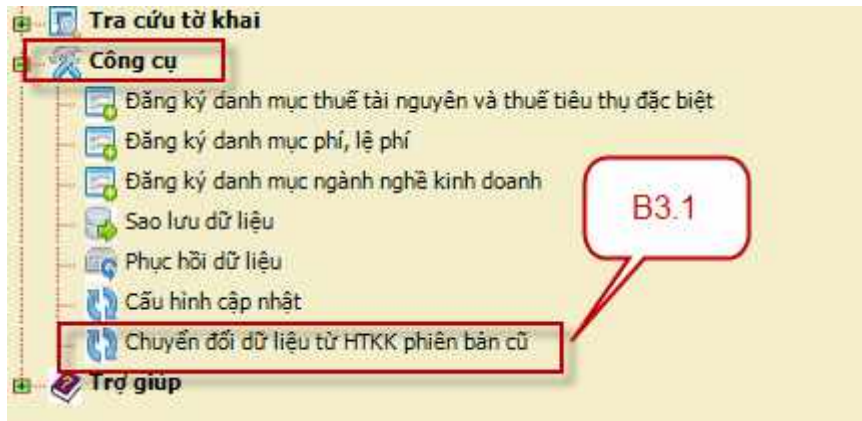 Tra cứu tờ khai
Công cụ
Đăng ký danh mục thuế tài nguyên và thuế tiêu thụ đặc biệt
Đăng ký danh mục phí, lệ phí
Đăng ký danh mục ngành nghề kinh doanh
B3.1
Sao lưu dữ liệu
Phục hồi dữ liệu
Cấu hình cập nhật
Chuyển đổi dữ liệu từ HTKK phiên bản cũ
Trợ giúp